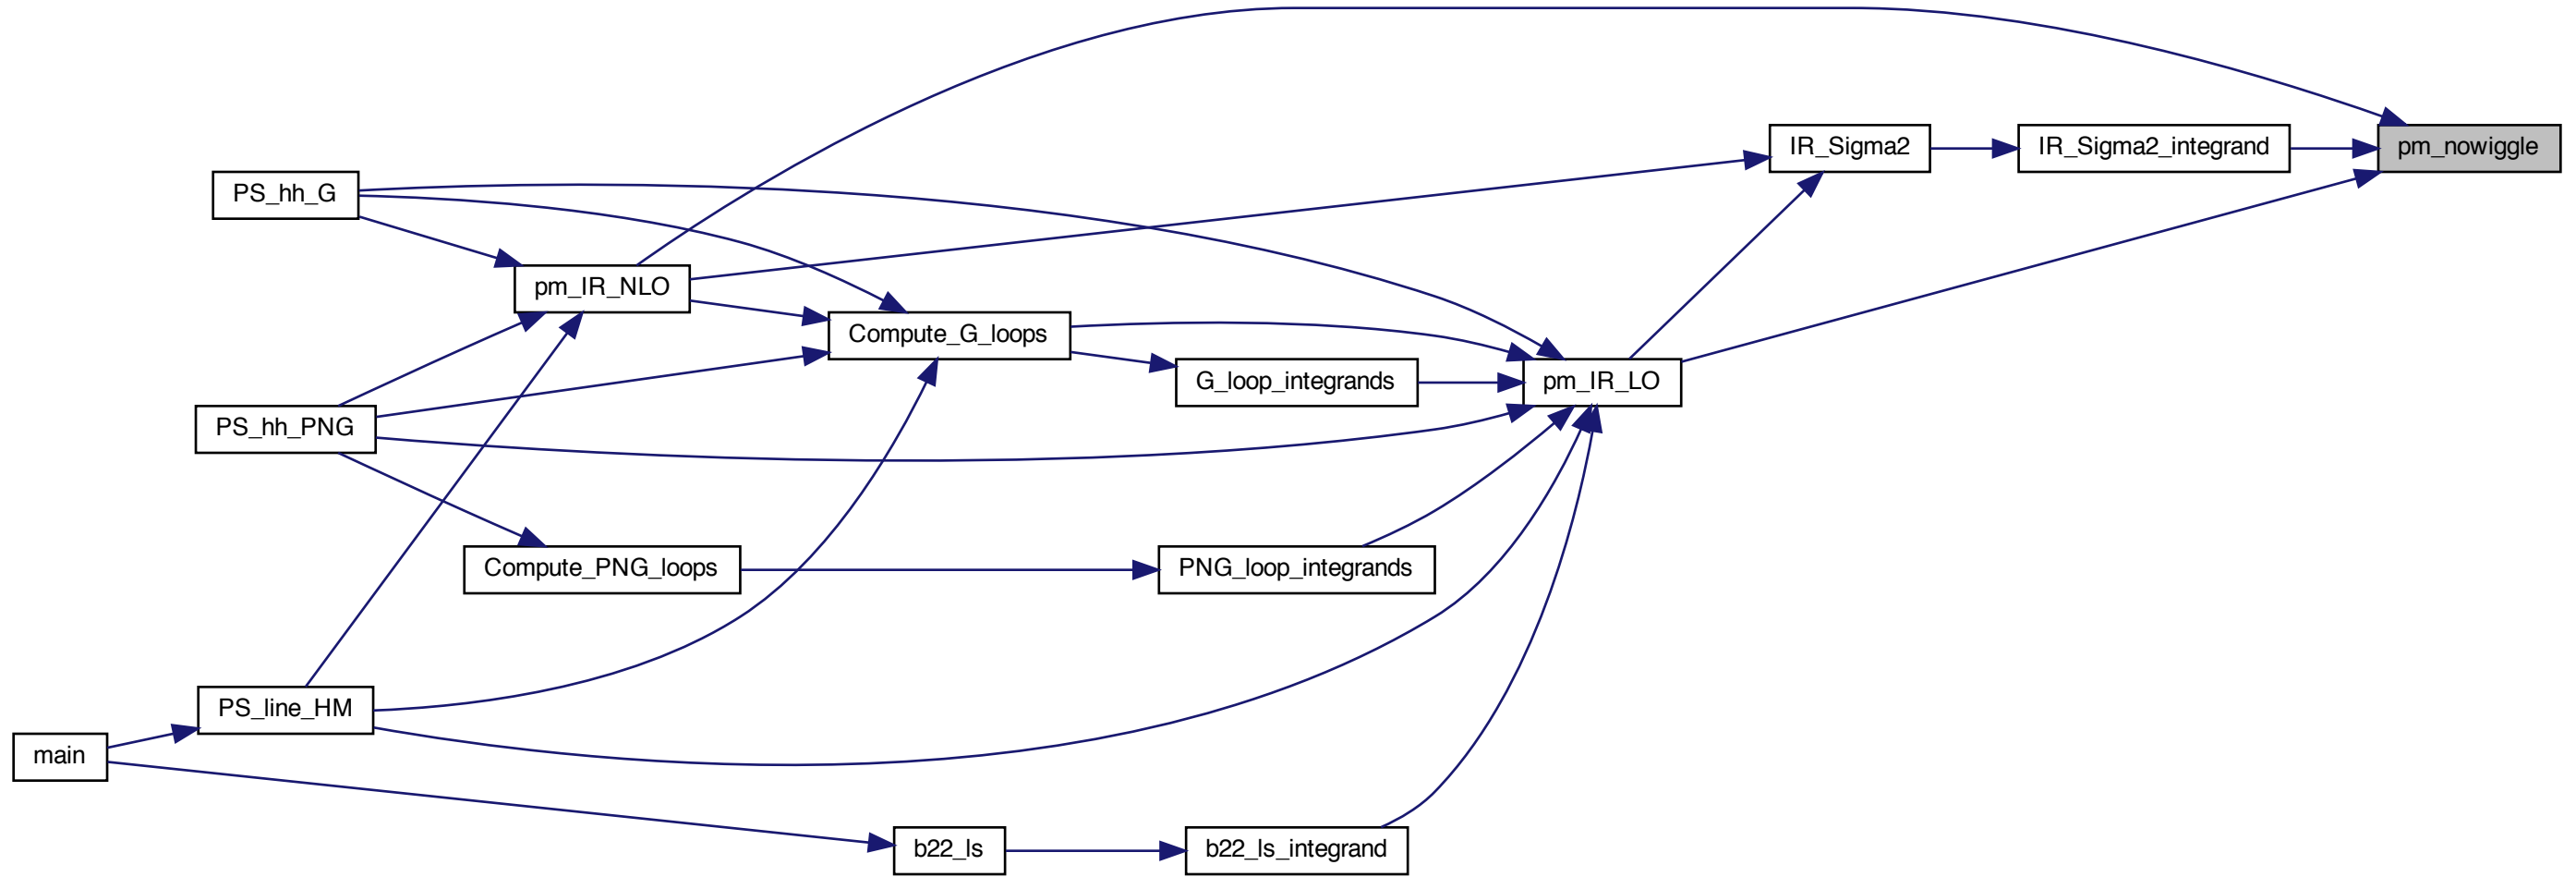 IR_Sigma2
IR_Sigma2_integrand
pm_nowiggle
PS_hh_G
pm_IR_NLO
Compute_G_loops
G_loop_integrands
pm_IR_LO
PS_hh_PNG
Compute_PNG_loops
PNG_loop_integrands
PS_line_HM
main
b22_ls
b22_ls_integrand